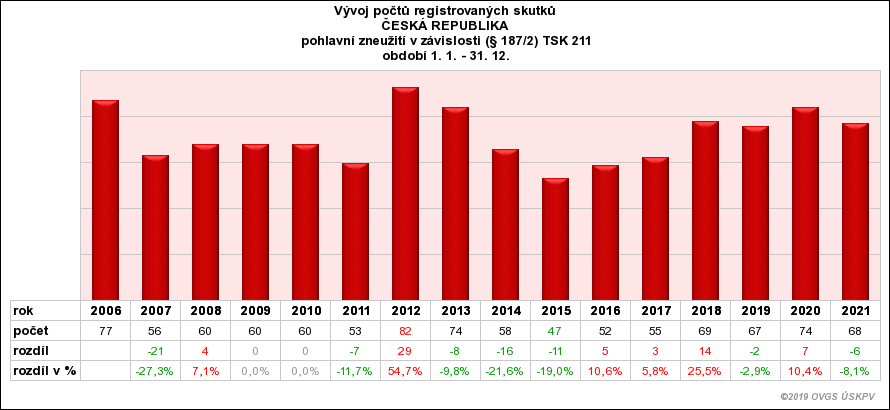 Vývoj počtů registrovaných skutků
ČESKÁ REPUBLIKA
pohlavní zneužití v závislosti (§ 187/2) TSK 211
období 1. 1. - 31. 12.
rok 2006 2007 2008 2009 2010 2011 2012 2013 2014 2015 2016 2017 2018 2019 2020 2021
počet 77 56 60 60 60 53 82 74 58 47 52 55 69 67 74 68
rozdíl -21 4 0 0 -7 29 -8 -16 -11 5 3 14 -2 7 -6
rozdíl v % -27,3% 7,1% 0,0% 0,0% -11,7% 54,7% -9,8% -21,6% -19,0% 10,6% 5,8% 25,5% -2,9% 10,4% -8,1%
©2019 OVGS ÚSKPV